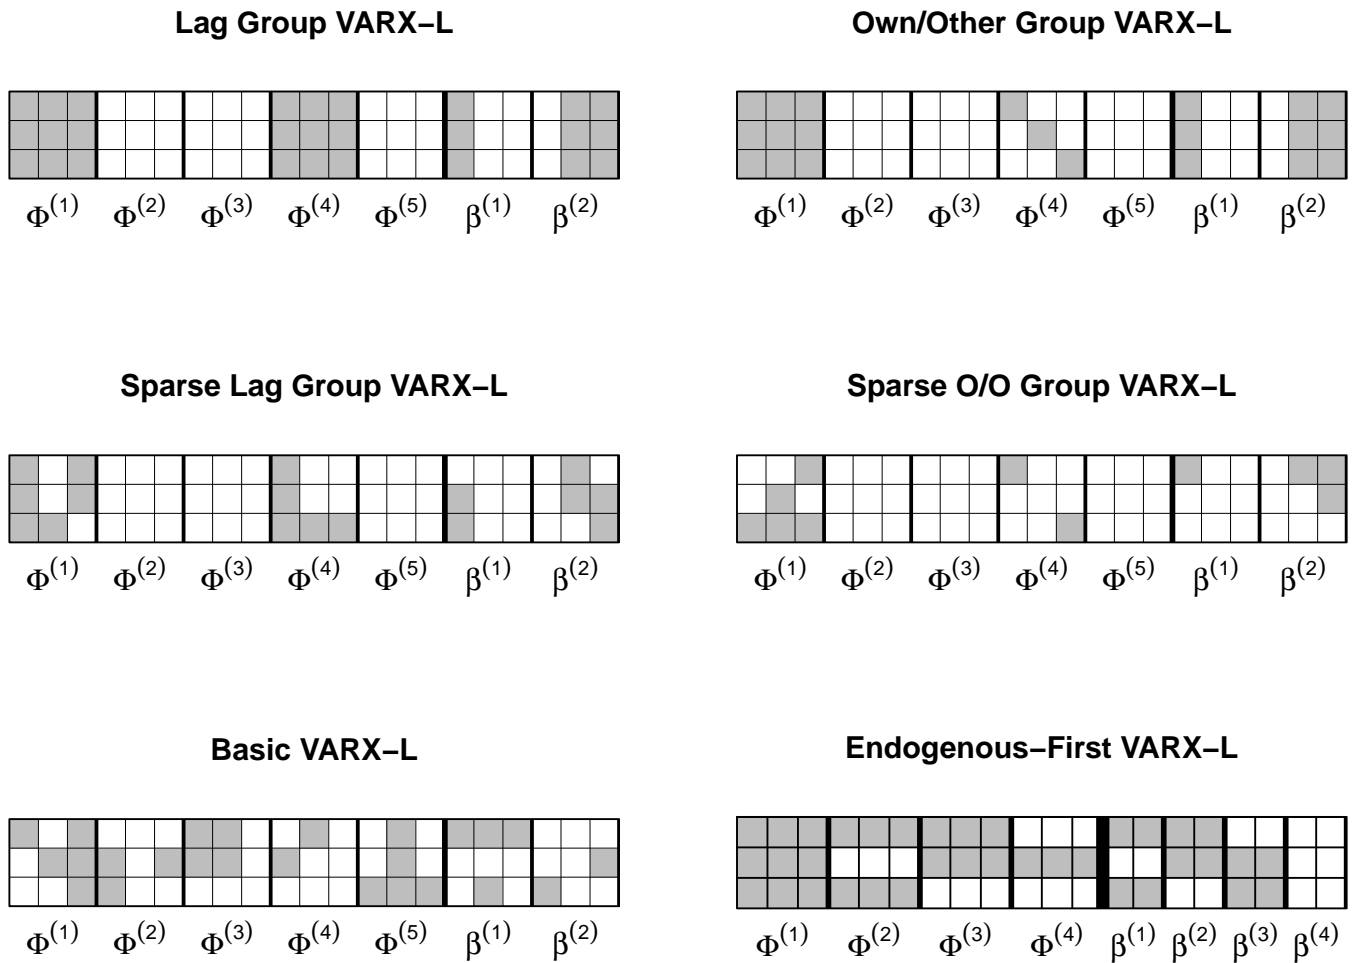 Lag Group VARX−L
Own/Other Group VARX−L
Φ(1) Φ(2) Φ(3) Φ(4) Φ(5) β(1) β(2)
Φ(1) Φ(2) Φ(3) Φ(4) Φ(5) β(1) β(2)
Sparse Lag Group VARX−L
Sparse O/O Group VARX−L
Φ(1) Φ(2) Φ(3) Φ(4) Φ(5) β(1) β(2)
Φ(1) Φ(2) Φ(3) Φ(4) Φ(5) β(1) β(2)
Basic VARX−L
Endogenous−First VARX−L
Φ(1) Φ(2) Φ(3) Φ(4) Φ(5) β(1) β(2)
Φ(1) Φ(2) Φ(3) Φ(4) β(1) β(2) β(3) β(4)